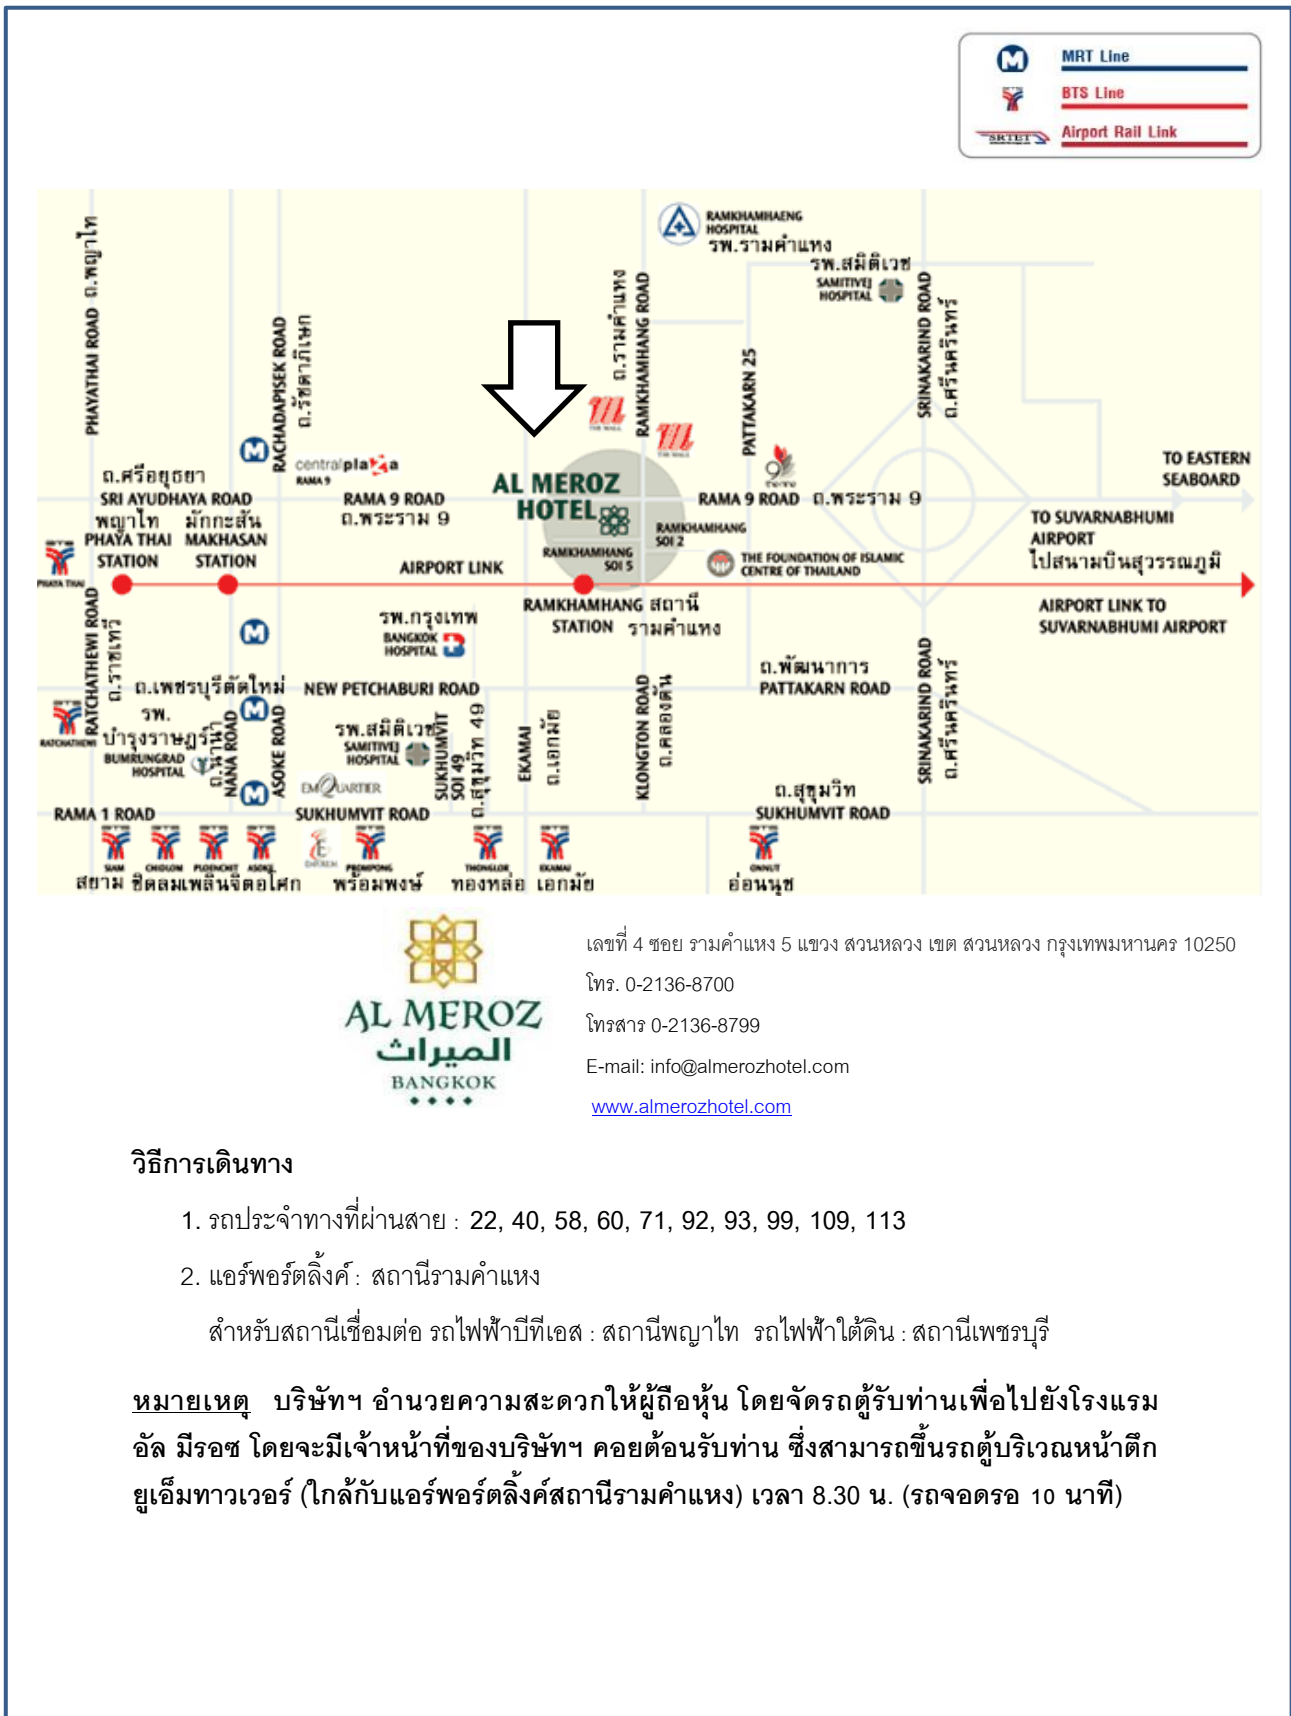 MRT Line
BTS Line
SRTET Airport Rail Link
RAMKHAMHAENG
HOSPITAL
รพ.รามคำแหง
รพ.สมิติเวช
SAMITIVEJ
HOSPITAL
PHAYATHAI ROAD ถ.พญาไท
RACHADAPISEK ROAD
ถ.รัชดาภิเษก
ถ.รามคำแหง
RAMKHAMHANG ROAD
PATTAKARN 25
SRINAKARIND ROAD
ถ.ศรีนครินทร์
THE MALL
THE MALL
centralplaza
RAMA 9
ถ.ศรีอยุธยา
SRI AYUDHAYA ROAD
RAMA 9 ROAD
ถ.พระราม 9
AL MEROZ
HOTEL
RAMA 9 ROAD ถ.พระราม 9
TO EASTERN
SEABOARD
พญาไท
PHAYA THAI
STATION
มักกะสัน
MAKHASAN
STATION
PHAYA THAI
AIRPORT LINK
RAMKHAMHANG
SOI 5
RAMKHAMHANG
SOI 2
THE FOUNDATION OF ISLAMIC
CENTRE OF THAILAND
TO SUVARNABHUMI
AIRPORT
ไปสนามบินสุวรรณภูมิ
RAMKHAMHANG สถานี
STATION รามคำแหง
AIRPORT LINK TO
SUVARNABHUMI AIRPORT
RATCHATHEWI ROAD
ถ.ราชเทวี
รพ.กรุงเทพ
BANGKOK
HOSPITAL
ถ.เพชรบุรีตัดใหม่
NEW PETCHABURI ROAD
ถ.พัฒนาการ
PATTAKARN ROAD
RATCHATHEWI
รพ.
บำรุงราษฎร์
BUMRUNGRAD
HOSPITAL
ถ.นานา
NANA ROAD
ASOKE ROAD
รพ.สมิติเวช
SAMITIVEJ
HOSPITAL
EMQUARTIER
SUKHUMVIT
SOI 49
ถ.สุขุมวิท 49
EKAMAI
ถ.เอกมัย
KLONGTON ROAD
ถ.คลองตัน
SRINAKARIND ROAD
ถ.ศรีนครินทร์
RAMA 1 ROAD
SUKHUMVIT ROAD
ถ.สุขุมวิท
SUKHUMVIT ROAD
SIAM CHIDLOM PLOENCHIT ASOKE PROMPONG THONGLOR EKAMAI ONNUT
สยาม ชิดลม เพลินจิต อโศก พร้อมพงษ์ ทองหล่อ เอกมัย อ่อนนุช
AL MEROZ
الميراث
BANGKOK
เลขที่ 4 ซอย รามคำแหง 5 แขวง สวนหลวง เขต สวนหลวง กรุงเทพมหานคร 10250
โทร. 0-2136-8700
โทรสาร 0-2136-8799
E-mail: info@almerozhotel.com
www.almerozhotel.com
วิธีการเดินทาง
1. รถประจำทางที่ผ่านสาย : 22, 40, 58, 60, 71, 92, 93, 99, 109, 113
2. แอร์พอร์ตลิ้งค์ : สถานีรามคำแหง
สำหรับสถานีเชื่อมต่อ รถไฟฟ้าบีทีเอส : สถานีพญาไท รถไฟฟ้าใต้ดิน : สถานีเพชรบุรี
หมายเหตุ บริษัทฯ อำนวยความสะดวกให้ผู้ถือหุ้น โดยจัดรถตู้รับท่านเพื่อไปยังโรงแรม
อัล มีรอซ โดยจะมีเจ้าหน้าที่ของบริษัทฯ คอยต้อนรับท่าน ซึ่งสามารถขึ้นรถตู้บริเวณหน้าตึก
ยูเอ็มทาวเวอร์ (ใกล้กับแอร์พอร์ตลิ้งค์สถานีรามคำแหง) เวลา 8.30 น. (รถจอดรอ 10 นาที)